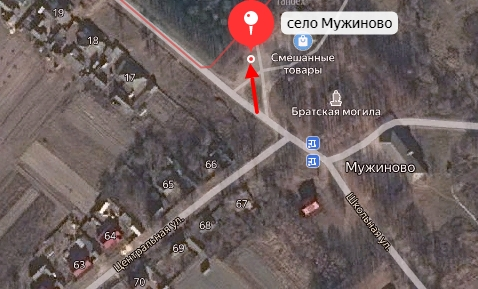 Yandex
19
село Мужиново
18
Смешанные
товары
17
Братская могила
66
Мужиново
65
67
Школьная ул.
68
64
Центральная ул.
69
63
70